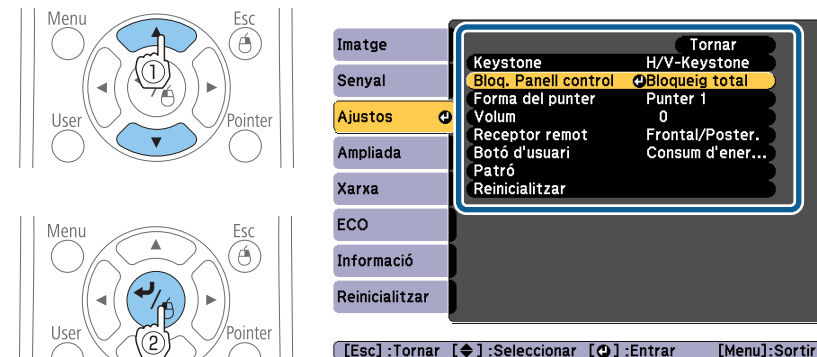 Menu
Esc
1
User
Pointer
Menu
Esc
User
2
Pointer
Imatge
Senyal
Ajustos
Ampliada
Xarxa
ECO
Informació
Reinicialitzar
Tornar
Keystone H/V-Keystone
Bloq. Panell control Bloqueig total
Forma del punter Punter 1
Volum 0
Receptor remot Frontal/Poster.
Botó d'usuari Consum d'ener...
Patró
Reinicialitzar
[Esc]:Tornar [ ]:Seleccionar [ ]:Entrar [Menu]:Sortir